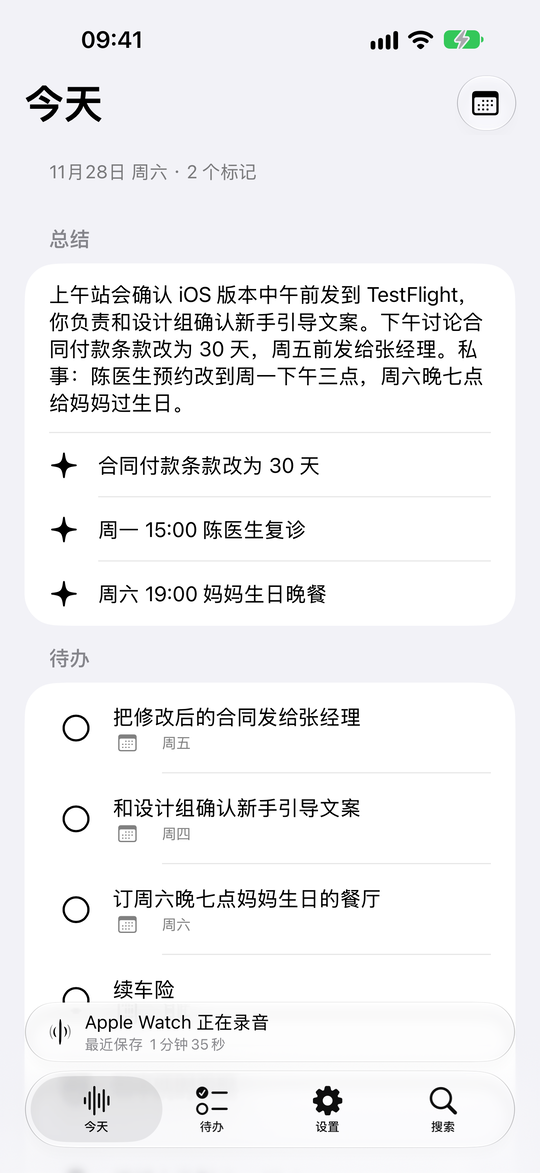 09:41
今天
11月28日 周六 · 2 个标记
总结
上午站会确认 iOS 版本中午前发到 TestFlight,
你负责和设计组确认新手引导文案。下午讨论合
同付款条款改为 30 天，周五前发给张经理。私
事：陈医生预约改到周一下午三点，周六晚七点
给妈妈过生日。
合同付款条款改为 30 天
周一 15:00 陈医生复诊
周六 19:00 妈妈生日晚餐
待办
把修改后的合同发给张经理
周五
和设计组确认新手引导文案
周四
订周六晚七点妈妈生日的餐厅
周六
续车险
Apple Watch 正在录音
最近保存 1 分钟 35 秒
今天
待办
设置
搜索